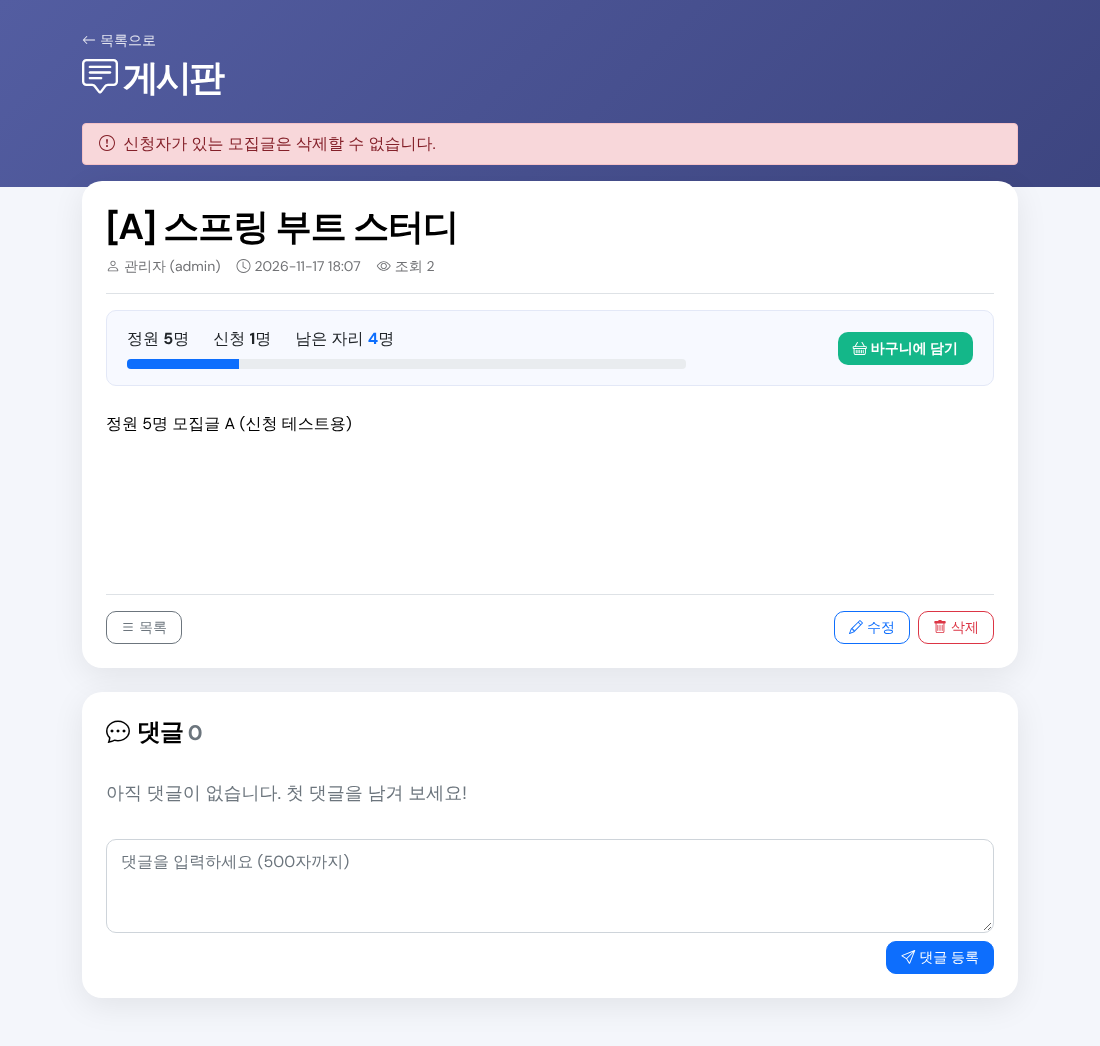 ← 목록으로
게시판
신청자가 있는 모집글은 삭제할 수 없습니다.
[A] 스프링 부트 스터디
관리자 (admin) 2026-11-17 18:07 조회 2
정원 5명 신청 1명 남은 자리 4명
바구니에 담기
정원 5명 모집글 A (신청 테스트용)
목록 수정 삭제
댓글 0
아직 댓글이 없습니다. 첫 댓글을 남겨 보세요!
댓글을 입력하세요 (500자까지)
댓글 등록